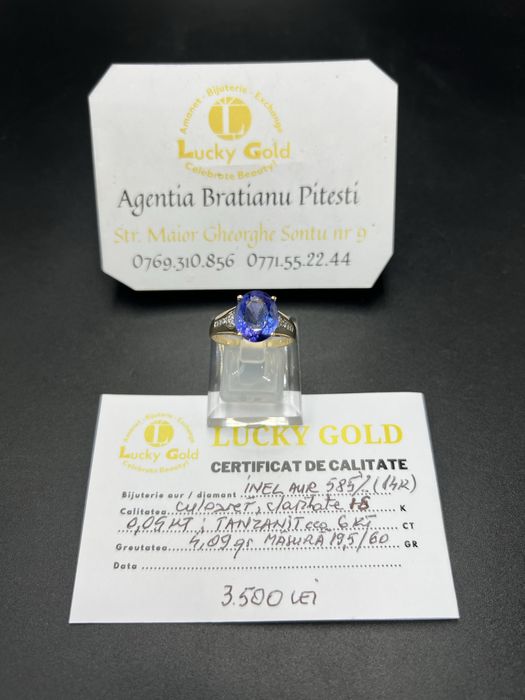 Amanet - Bijuterie - Exchange
L
Lucky Gold
Celebrate Beauty!
Agentia Bratianu Pitesti
Str. Maior Gheorghe Sontu nr 9
0769.310.856 0771.55.22.44
Amanet - Bijuterie - Exchange
L
Lucky Gold
Celebrate Beauty!
LUCKY GOLD
CERTIFICAT DE CALITATE
Bijuterie aur / diamant INEL AUR 585% (14K)
Calitatea claritate K
0,05KT; TANZANIT cca 6 KT CT
Greutatea 4,09 gr MĂSURĂ 19,5/60 GR
Data
3.500 LEI